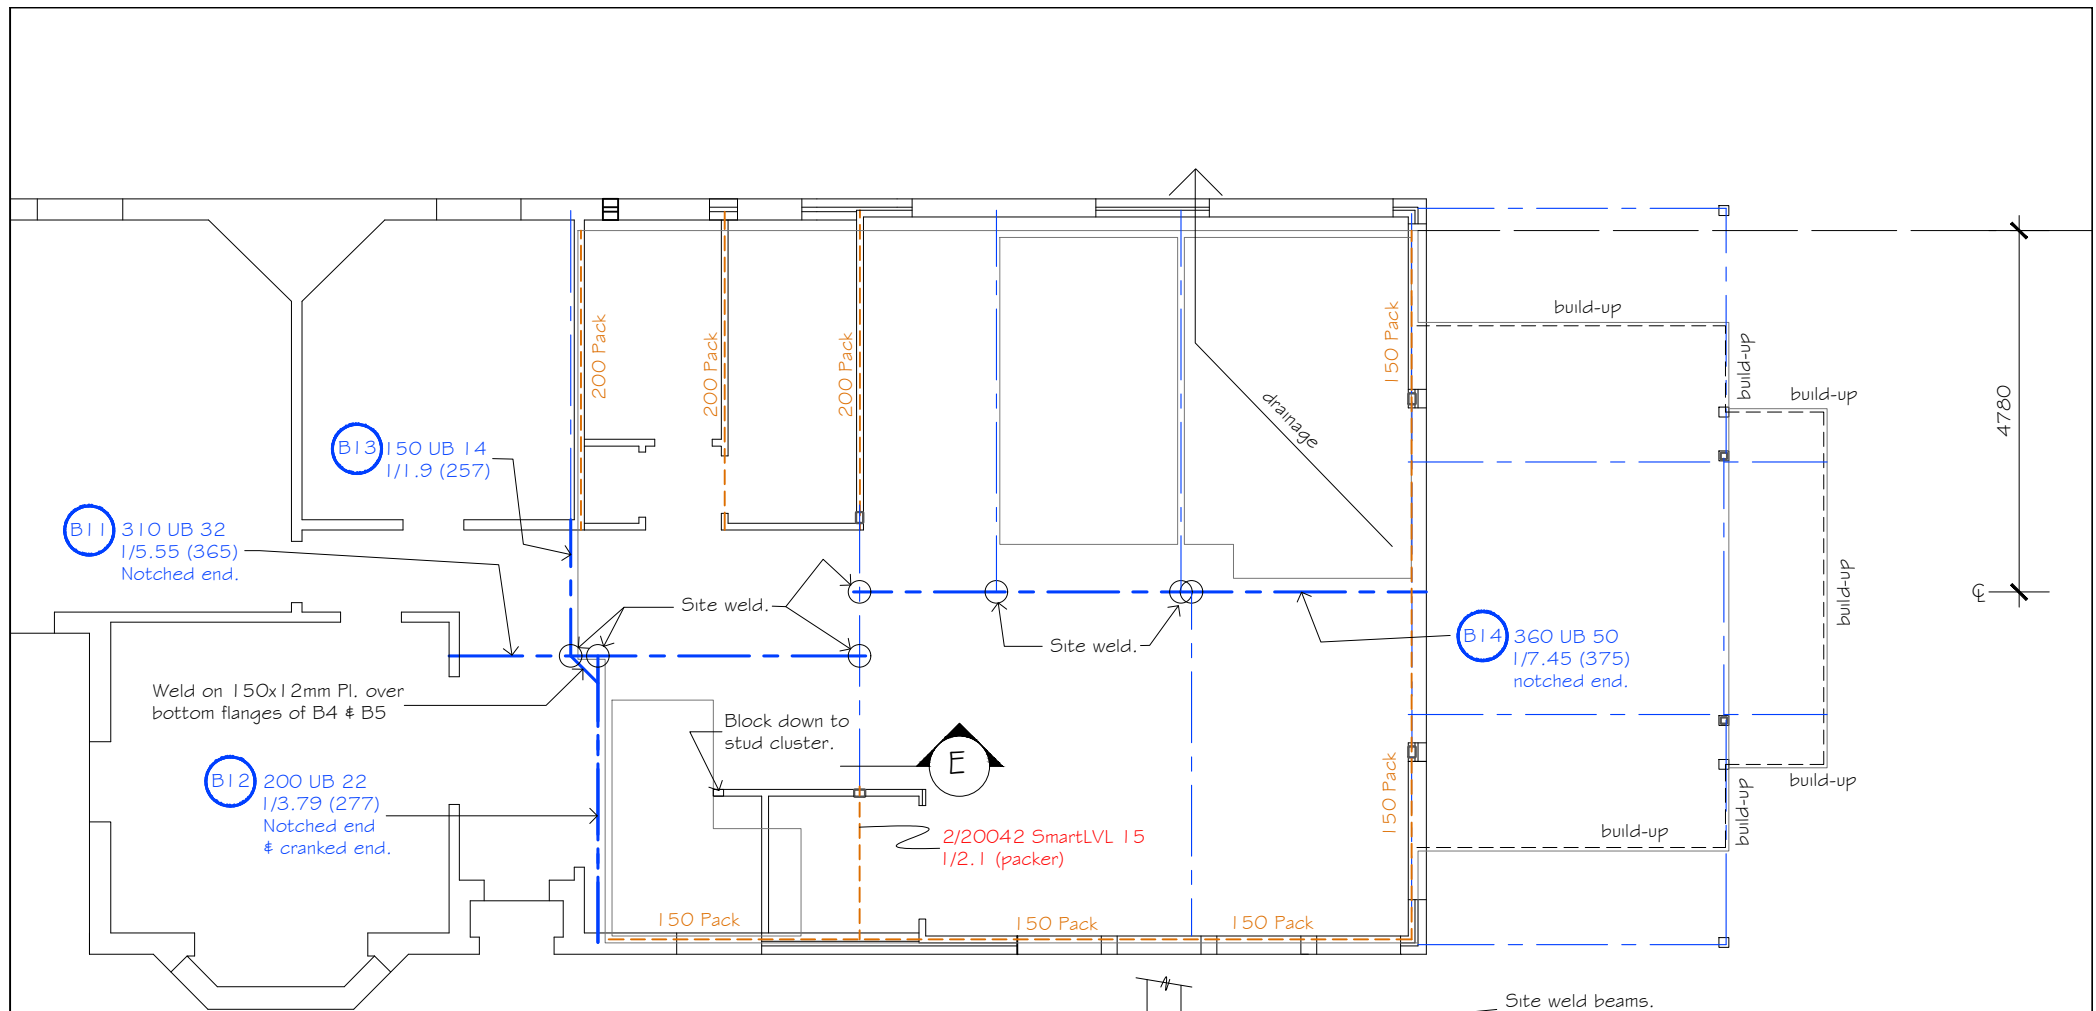 build-up
build-up
build-up
4780
200 Pack
200 Pack
200 Pack
150 Pack
drainage
B13
150 UB 14
1/1.9 (257)
B11
310 UB 32
1/5.55 (365)
Notched end.
Site weld.
Site weld.
build-up
℄
B14
360 UB 50
1/7.45 (375)
notched end.
Weld on 150x12mm Pl. over
bottom flanges of B4 & B5
Block down to
stud cluster.
E
B12
200 UB 22
1/3.79 (277)
Notched end
& cranked end.
2/20042 SmartLVL 15
1/2.1 (packer)
150 Pack
build-up
build-up
build-up
150 Pack
150 Pack
150 Pack
N
Site weld beams.